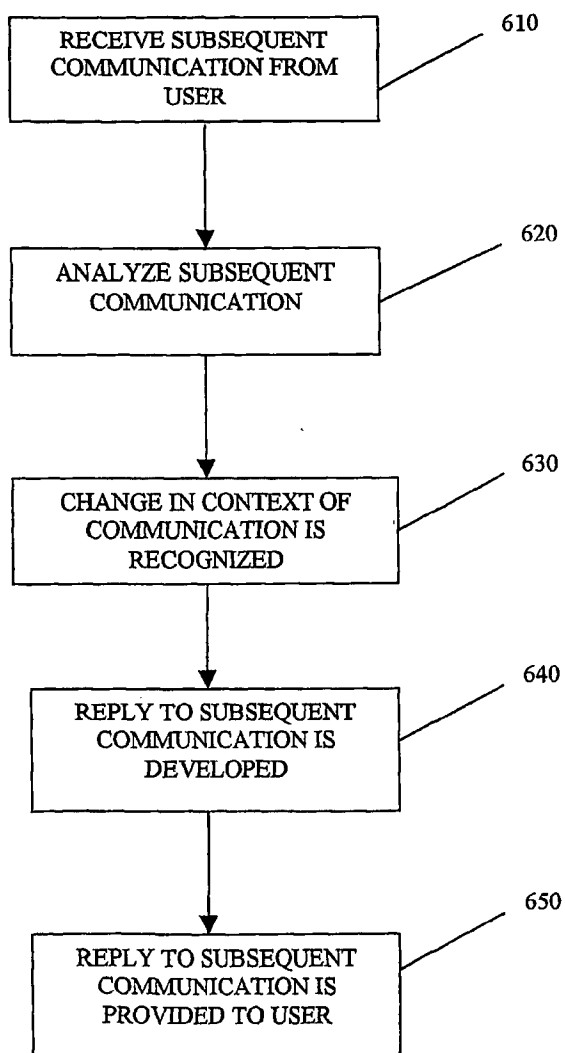 RECEIVE SUBSEQUENT
COMMUNICATION FROM
USER
610
ANALYZE SUBSEQUENT
COMMUNICATION
620
CHANGE IN CONTEXT OF
COMMUNICATION IS
RECOGNIZED
630
REPLY TO SUBSEQUENT
COMMUNICATION IS
DEVELOPED
640
REPLY TO SUBSEQUENT
COMMUNICATION IS
PROVIDED TO USER
650